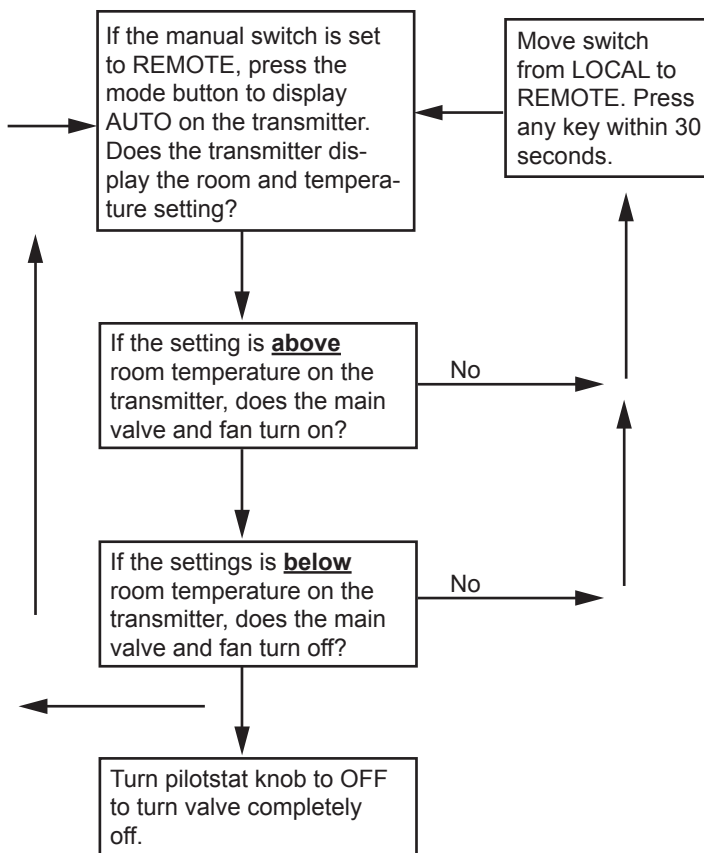 If the manual switch is set
to REMOTE, press the
mode button to display
AUTO on the transmitter.
Does the transmitter dis-
play the room and tempera-
ture setting?
Move switch
from LOCAL to
REMOTE. Press
any key within 30
seconds.
If the setting is above
room temperature on the
transmitter, does the main
valve and fan turn on?
No
If the settings is below
room temperature on the
transmitter, does the main
valve and fan turn off?
No
Turn pilotstat knob to OFF
to turn valve completely
off.